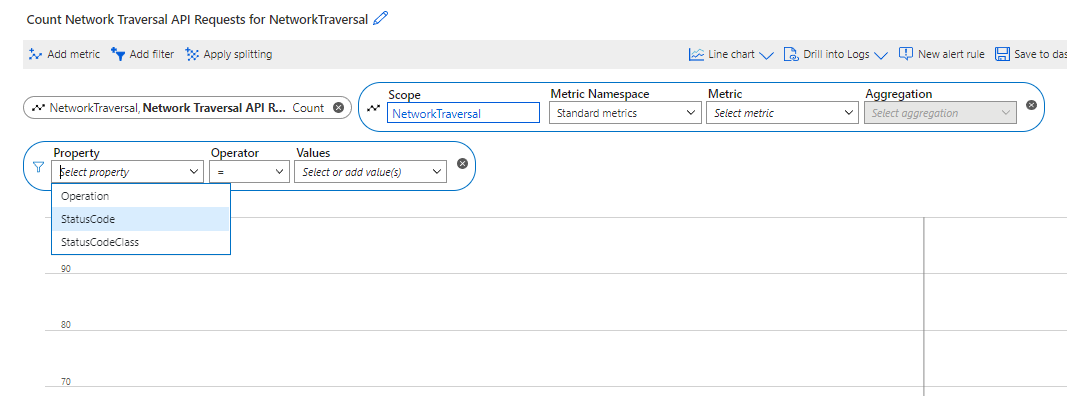 Count Network Traversal API Requests for NetworkTraversal
Add metric Add filter Apply splitting Line chart Drill into Logs New alert rule Save to das
NetworkTraversal, Network Traversal API R... Count
Scope Metric Namespace Metric Aggregation
NetworkTraversal Standard metrics Select metric Select aggregation
Property Operator Values
Select property = Select or add value(s)
Operation
StatusCode
StatusCodeClass
90
80
70